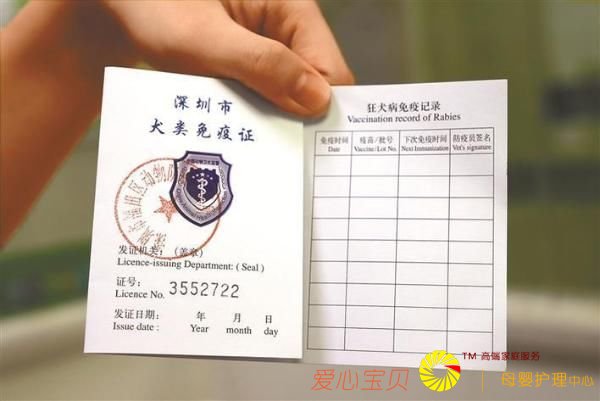 深圳市
犬类免疫证
发证机关：(盖章)
Licence-issuing Department: (Seal)
证号：
Licence No. 3552722
发证日期： 年 月 日
Issue date : Year month day
狂犬病免疫记录
Vaccination record of Rabies
免疫时间 疫苗/批号 下次免疫时间 防疫员签名
Date Vaccine/Lot No. Next Immunization Vet's signature
爱心宝贝
TM 高端家庭服务
母婴护理中心